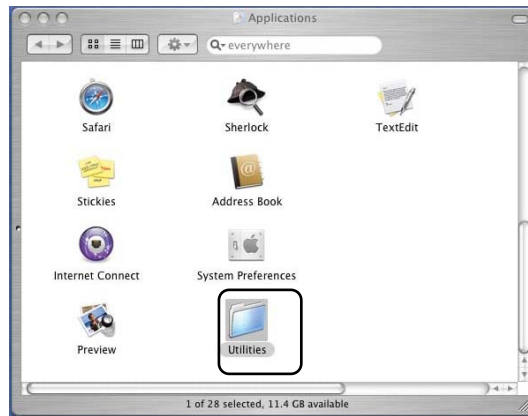 Applications
everywhere
Safari
Sherlock
TextEdit
Stickies
Address Book
@
Internet Connect
System Preferences
Preview
Utilities
1 of 28 selected, 11.4 GB available